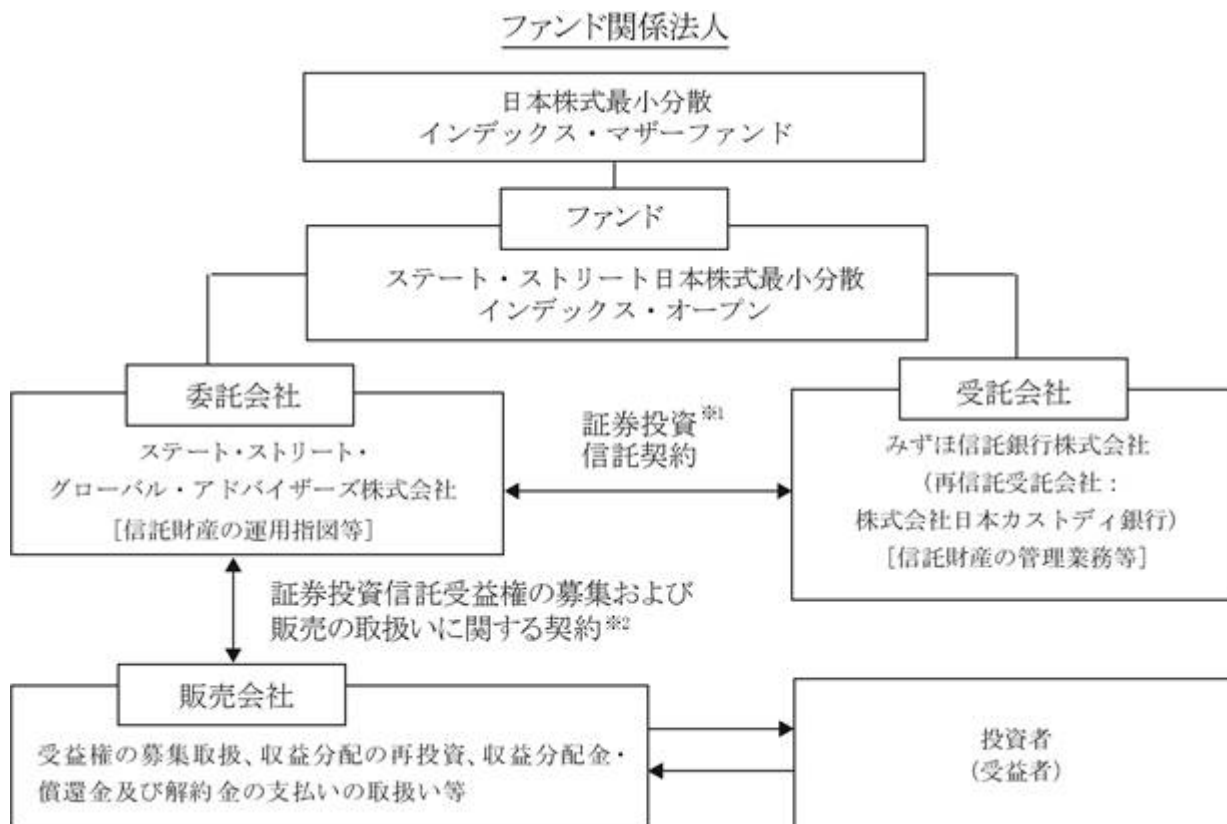 ファンド関係法人
日本株式最小分散
インデックス・マザーファンド
ファンド
ステート・ストリート日本株式最小分散
インデックス・オープン
委託会社
ステート・ストリート・
グローバル・アドバイザーズ株式会社
[信託財産の運用指図等]
証券投資※1
信託契約
受託会社
みずほ信託銀行株式会社
(再信託受託会社：
株式会社日本カストディ銀行)
[信託財産の管理業務等]
証券投資信託受益権の募集および
販売の取扱いに関する契約※2
販売会社
受益権の募集取扱、収益分配の再投資、収益分配金・
償還金及び解約金の支払いの取扱い等
投資者
(受益者)